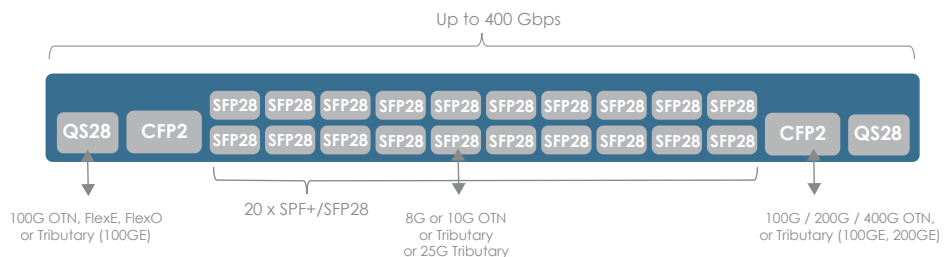 Up to 400 Gbps
SFP28 SFP28 SFP28 SFP28 SFP28 SFP28 SFP28 SFP28 SFP28 SFP28
QS28 CFP2 CFP2 QS28
SFP28 SFP28 SFP28 SFP28 SFP28 SFP28 SFP28 SFP28 SFP28 SFP28
20 x SPF+/SFP28
100G OTN, FlexE, FlexO
or Tributary (100GE)
8G or 10G OTN
or Tributary
or 25G Tributary
100G / 200G / 400G OTN,
or Tributary (100GE, 200GE)